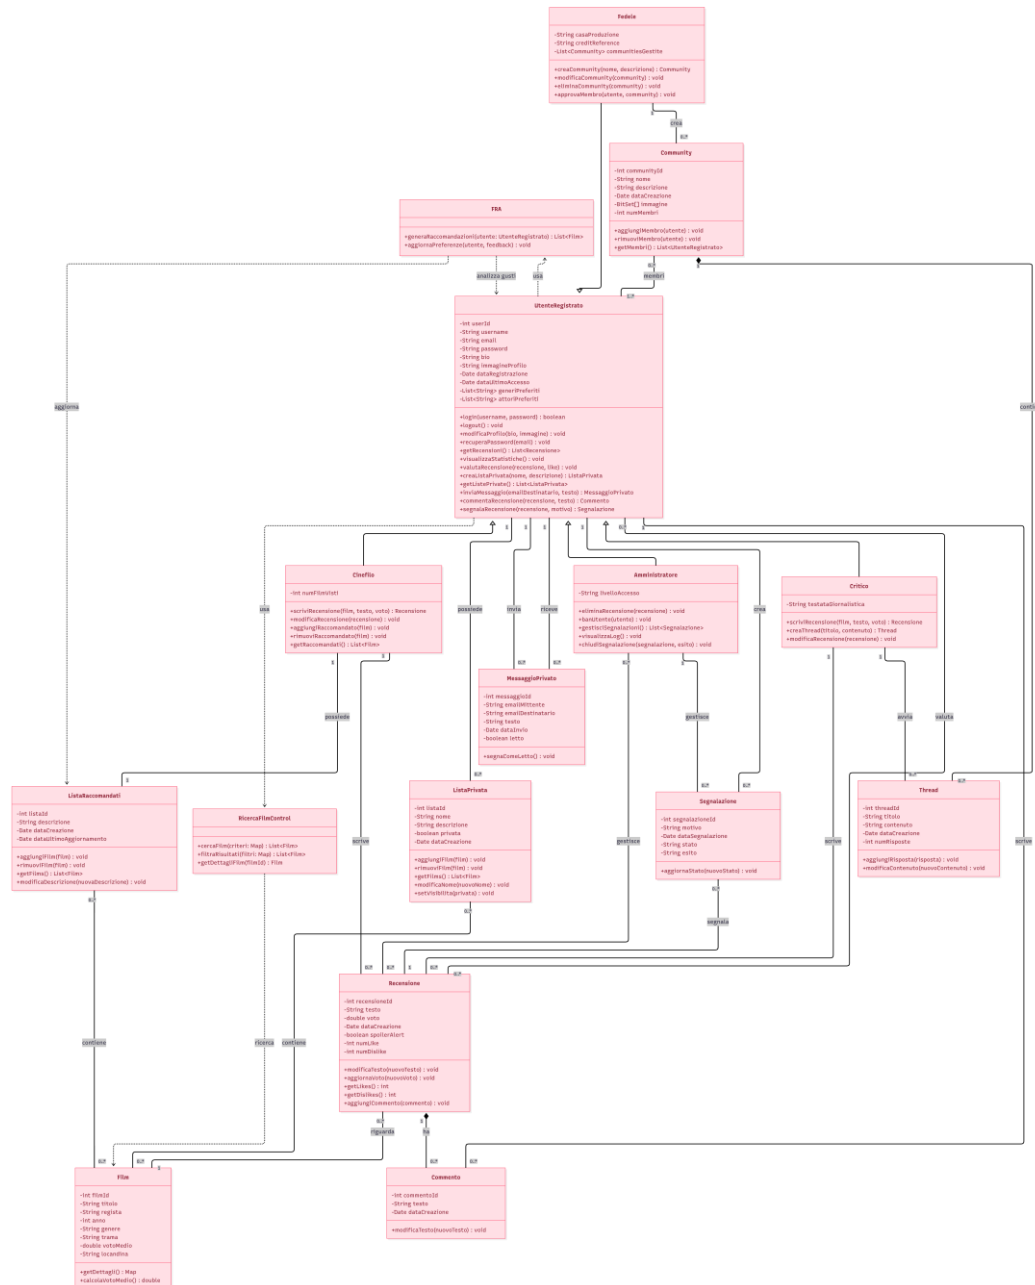 Fedele
-String casaProduzione
-String creditReference
-List<Community> communitiesGestite
+creaCommunity(nome, descrizione) : Community
+modificaCommunity(community) : void
+eliminaCommunity(community) : void
+approvaMembro(utente, community) : void
crea
Community
-int communityId
-String nome
-String descrizione
-Date dataCreazione
-BitSet[] immagine
-int numMembri
+aggiungiMembro(utente) : void
+rimuoviMembro(utente) : void
+getMembri() : List<UtenteRegistrato>
FRA
+generaRaccomandazioni(utente: UtenteRegistrato) : List<Film>
+aggiornaPreferenze(utente, feedback) : void
analizza gusti
usa
membri
UtenteRegistrato
-int userId
-String username
-String email
-String password
-String bio
-String immagineProfilo
-Date dataRegistrazione
-Date dataUltimoAccesso
-List<String> generiPreferiti
-List<String> attoriPreferiti
+login(username, password) : boolean
+logout() : void
+modificaProfilo(bio, immagine) : void
+recuperaPassword(email) : void
+getRecensioni() : List<Recensione>
+visualizzaStatistiche() : void
+valutaRecensione(recensione, like) : void
+creaListaPrivata(nome, descrizione) : ListaPrivata
+getListePrivate() : List<ListaPrivata>
+inviaMessaggio(emailDestinatario, testo) : MessaggioPrivato
+commentaRecensione(recensione, testo) : Commento
+segnalaRecensione(recensione, motivo) : Segnalazione
aggiorna
conti
Cinefilo
-int numFilmVisti
+scriviRecensione(film, testo, voto) : Recensione
+modificaRecensione(recensione) : void
+aggiungiRaccomandato(film) : void
+rimuoviRaccomandato(film) : void
+getRaccomandati() : List<Film>
Amministratore
-String livelloAccesso
+eliminaRecensione(recensione) : void
+banUtente(utente) : void
+gestisciSegnalazioni() : List<Segnalazione>
+visualizzaLog() : void
+chiudiSegnalazione(segnalazione, esito) : void
Critico
-String testataGiornalistica
+scriviRecensione(film, testo, voto) : Recensione
+creaThread(titolo, contenuto) : Thread
+modificaRecensione(recensione) : void
usa
possiede
invia
riceve
crea
MessaggioPrivato
-int messaggioId
-String emailMittente
-String emailDestinatario
-String testo
-Date dataInvio
-boolean letto
+segnaComeLetto() : void
possiede
gestisce
avvia
valuta
ListaRaccomandati
-int listaId
-String descrizione
-Date dataCreazione
-Date dataUltimoAggiornamento
+aggiungiFilm(film) : void
+rimuoviFilm(film) : void
+getFilms() : List<Film>
+modificaDescrizione(nuovaDescrizione) : void
RicercaFilmControl
+cercaFilm(criteri: Map) : List<Film>
+filtraRisultati(filtri: Map) : List<Film>
+getDettagliFilm(filmId) : Film
ListaPrivata
-int listaId
-String nome
-String descrizione
-boolean privata
-Date dataCreazione
+aggiungiFilm(film) : void
+rimuoviFilm(film) : void
+getFilms() : List<Film>
+modificaNome(nuovoNome) : void
+setVisibilita(privata) : void
Segnalazione
-int segnalazioneId
-String motivo
-Date dataSegnalazione
-String stato
-String esito
+aggiornaStato(nuovoStato) : void
Thread
-int threadId
-String titolo
-String contenuto
-Date dataCreazione
-int numRisposte
+aggiungiRisposta(risposta) : void
+modificaContenuto(nuovoContenuto) : void
scrive
gestisce
scrive
scrive
segnala
Recensione
-int recensioneId
-String testo
-double voto
-Date dataCreazione
-boolean spoilerAlert
-int numLike
-int numDislike
+modificaTesto(nuovoTesto) : void
+aggiornaVoto(nuovoVoto) : void
+getLikes() : int
+getDislikes() : int
+aggiungiCommento(commento) : void
contiene
ricerca
contiene
riguarda
ha
Film
-int filmId
-String titolo
-String regista
-int anno
-String genere
-String trama
-double votoMedio
-String locandina
+getDettagli() : Map
+calcolaVotoMedio() : double
Commento
-int commentoId
-String testo
-Date dataCreazione
+modificaTesto(nuovoTesto) : void